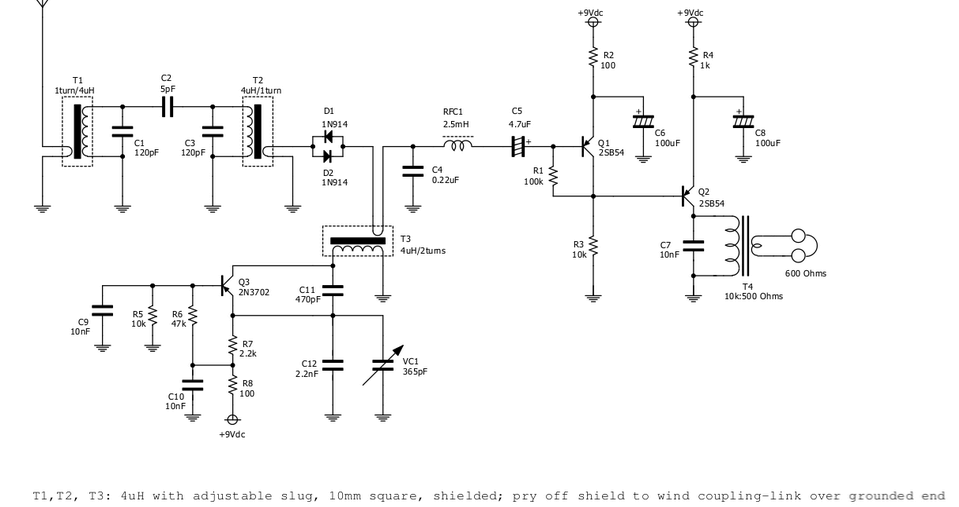 +9Vdc
+9Vdc
R2
100
R4
1k
T1
1turn/4uH
C2
5pF
T2
4uH/1turn
D1
1N914
RFC1
2.5mH
C5
4.7uF
+
+
C6
100uF
+
C8
100uF
C1
120pF
C3
120pF
D2
1N914
C4
0.22uF
R1
100k
Q1
2SB54
Q2
2SB54
T3
4uH/2turns
R3
10k
C7
10nF
600 Ohms
T4
10k:500 Ohms
Q3
2N3702
C11
470pF
C9
10nF
R5
10k
R6
47k
R7
2.2k
C12
2.2nF
VC1
365pF
C10
10nF
R8
100
+9Vdc
T1,T2, T3: 4uH with adjustable slug, 10mm square, shielded; pry off shield to wind coupling-link over grounded end